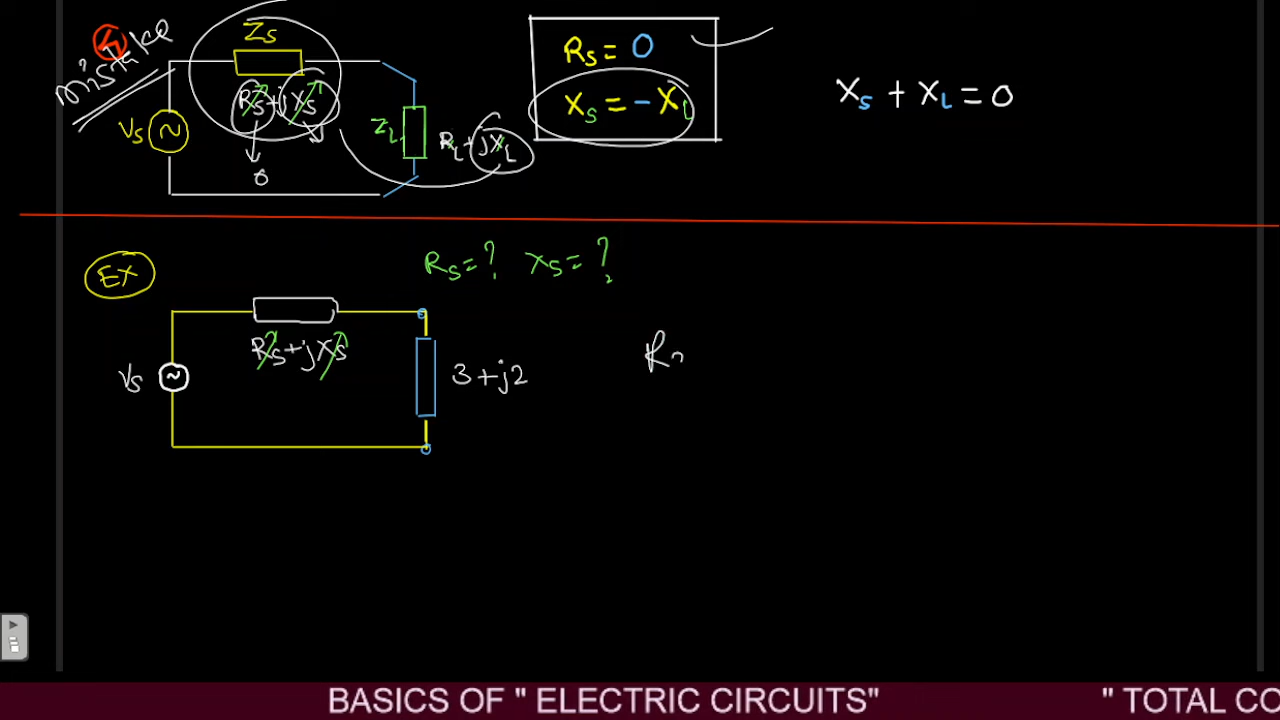 4
mistake
Zs
Rs+jXs
0
Vs
ZL
RL+jXL
Rs = 0
Xs = - XL
Xs + XL = 0
EX
Rs = ? Xs = ?
Rs+jXs
Vs
3+j2
BASICS OF " ELECTRIC CIRCUITS"
" TOTAL CO